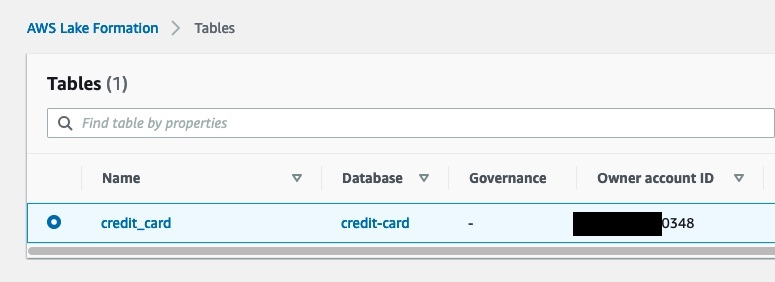 AWS Lake Formation > Tables
Tables (1)
Find table by properties
Name Database Governance Owner account ID
credit_card credit-card - 0348